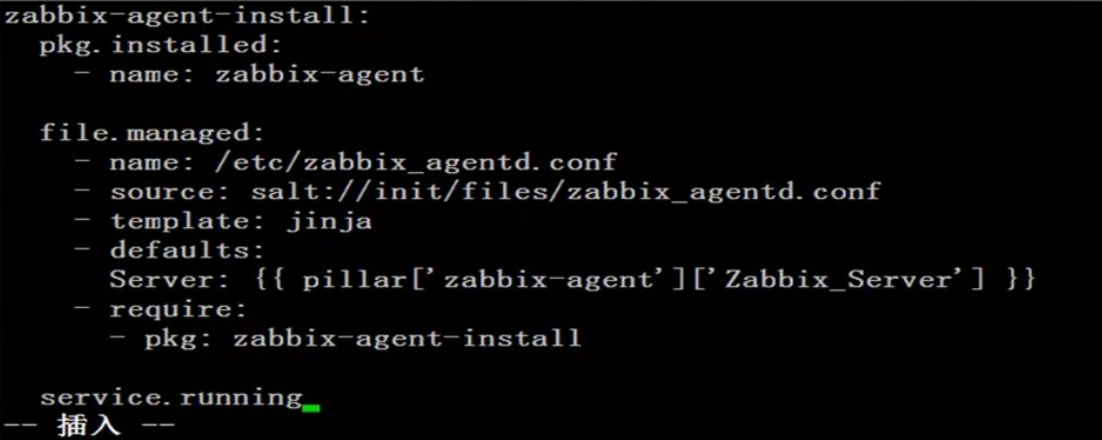 zabbix-agent-install:
  pkg.installed:
    - name: zabbix-agent

  file.managed:
    - name: /etc/zabbix_agentd.conf
    - source: salt://init/files/zabbix_agentd.conf
    - template: jinja
    - defaults:
      Server: {{ pillar['zabbix-agent']['Zabbix_Server'] }}
    - require:
      - pkg: zabbix-agent-install

  service.running
-- 插入 --